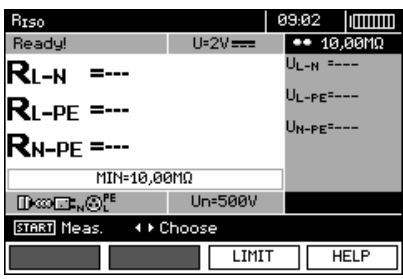 RISO 09:02
Ready! U=2V 10,00MΩ
RL-N =---
RL-PE =---
RN-PE =---
UL-N =---
UL-PE=---
UN-PE=---
MIN=10,00MΩ
N PE L Un=500V
START Meas. Choose
LIMIT HELP